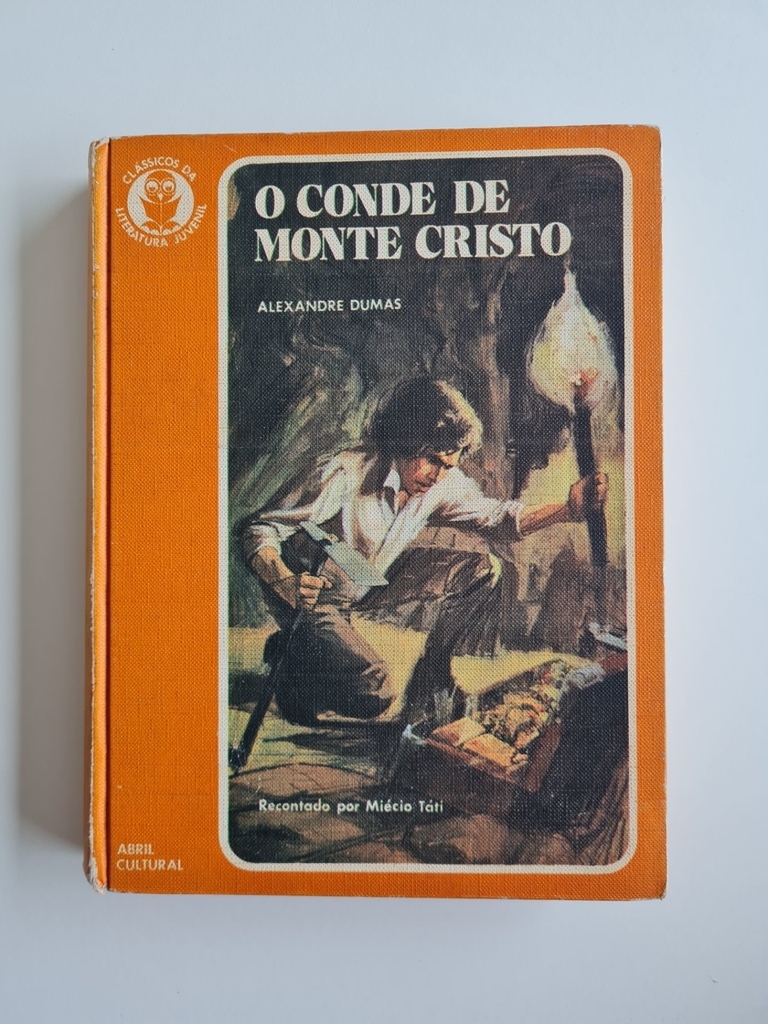 CLÁSSICOS DA
LITERATURA JUVENIL
O CONDE DE
MONTE CRISTO
ALEXANDRE DUMAS
Recontado por Miécio Táti
ABRIL
CULTURAL